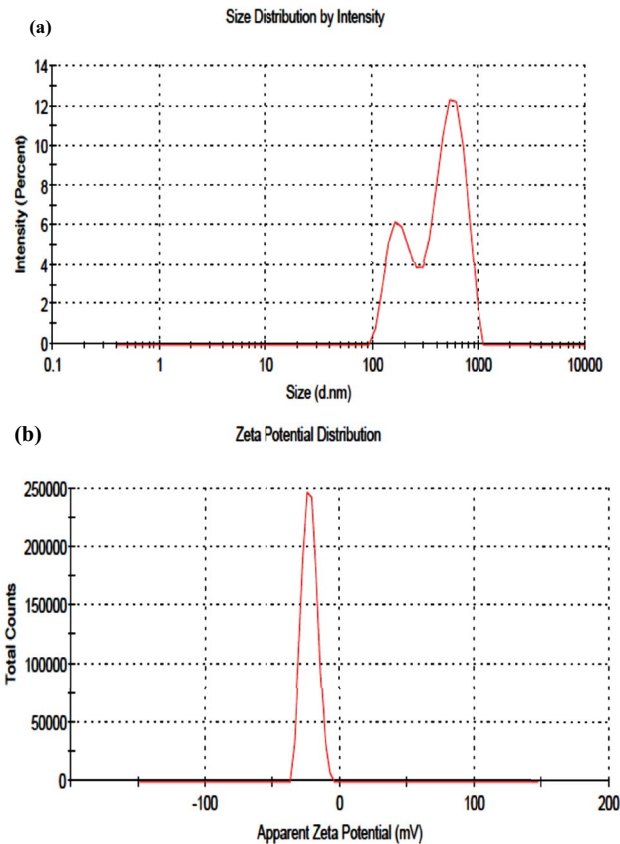 (a)
Size Distribution by Intensity
14
12
10
8
6
4
2
0
Intensity (Percent)
0.1 1 10 100 1000 10000
Size (d.nm)
(b)
Zeta Potential Distribution
250000
200000
150000
100000
50000
0
Total Counts
-100 0 100 200
Apparent Zeta Potential (mV)